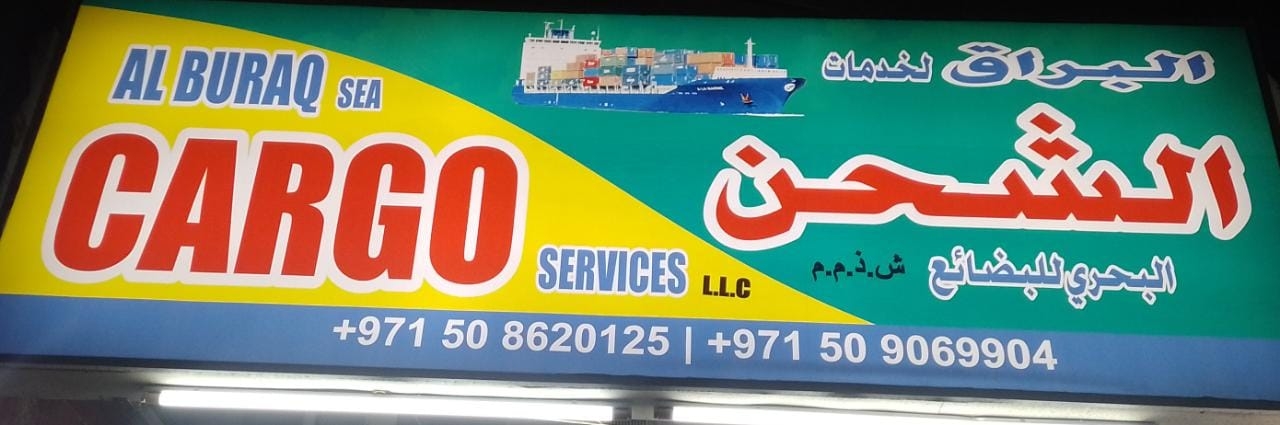 AL BURAQ SEA
CARGO
SERVICES L.L.C
البراق لخدمات
الشحن
البحري للبضائع ش.ذ.م.م
+971 50 8620125 | +971 50 9069904